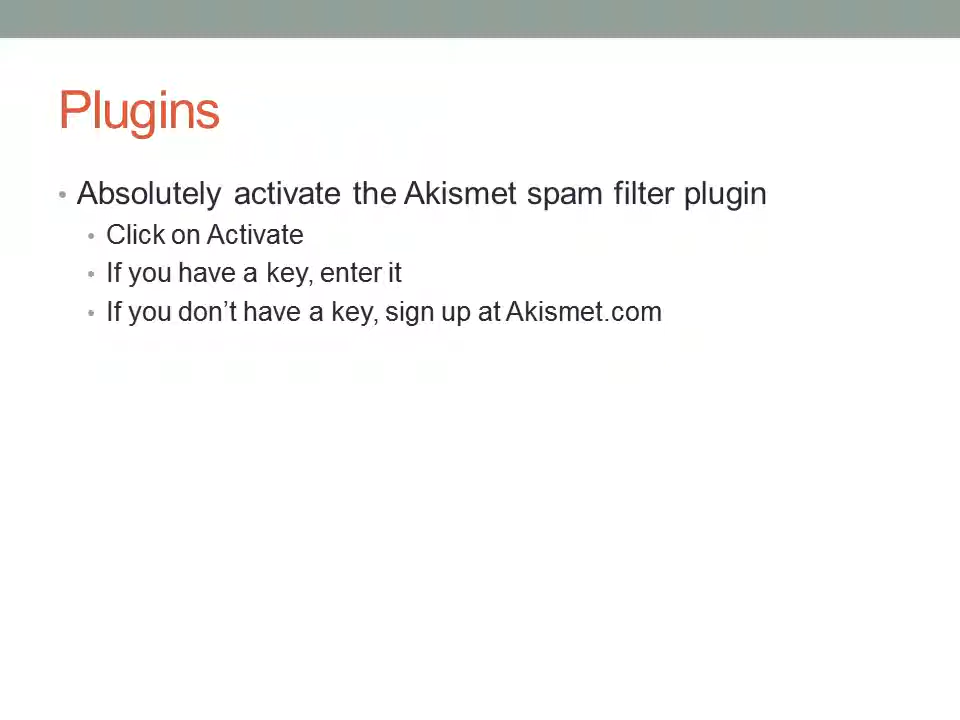 Plugins
• Absolutely activate the Akismet spam filter plugin
• Click on Activate
• If you have a key, enter it
• If you don’t have a key, sign up at Akismet.com